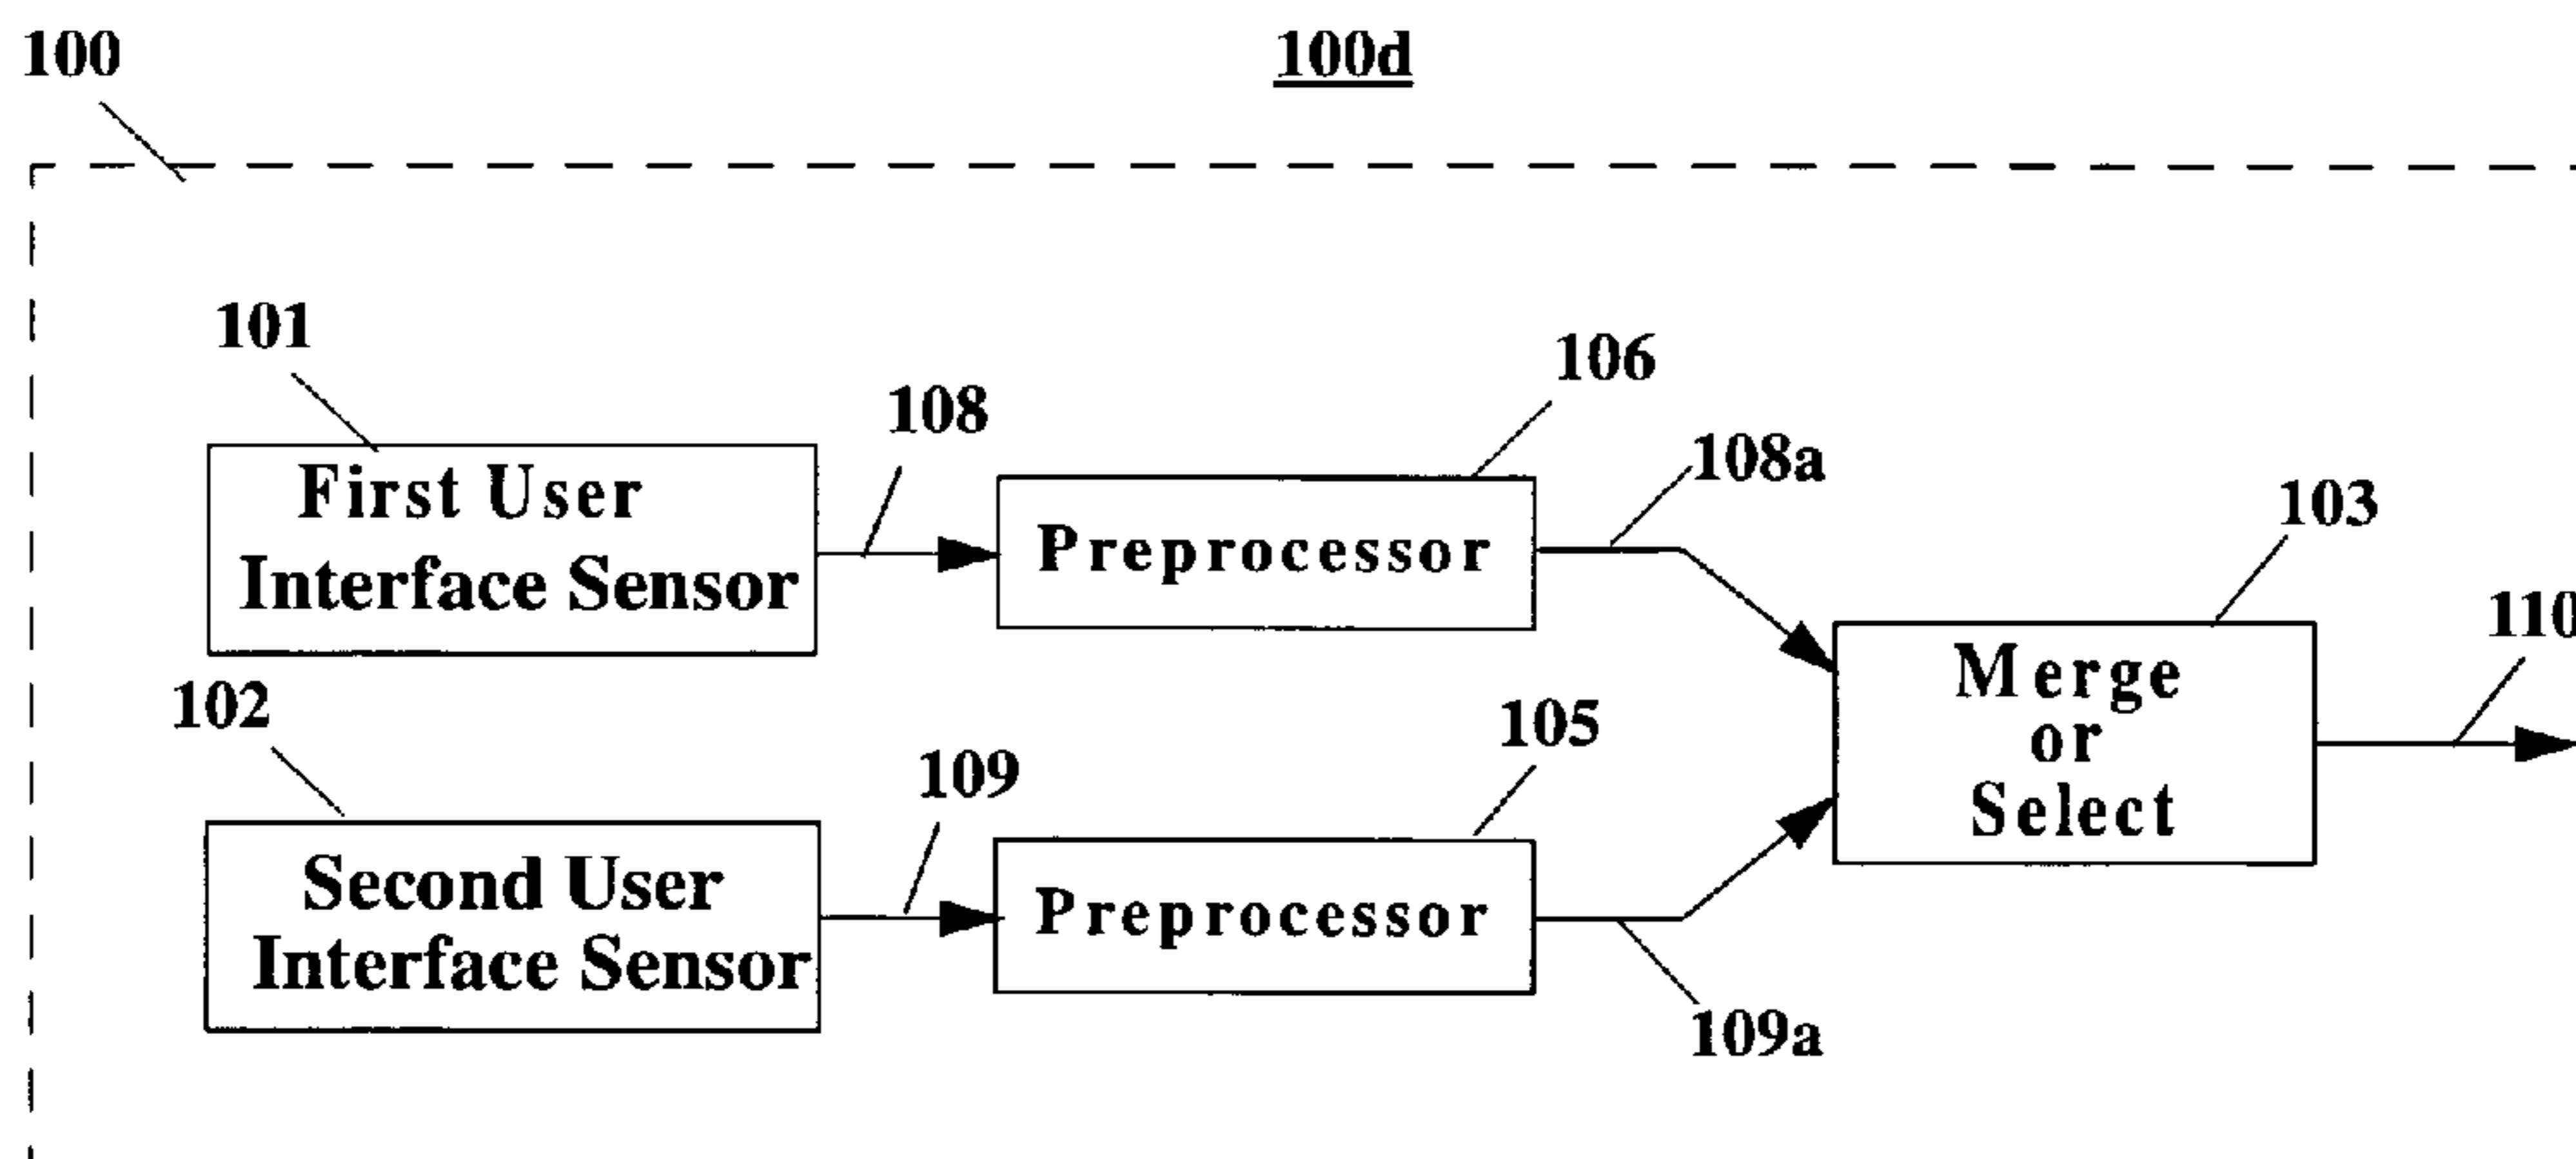 100
100d
101
108
106
108a
103
110
First User
Interface Sensor
Preprocessor
Merge
or
Select
102
109
105
109a
Second User
Interface Sensor
Preprocessor